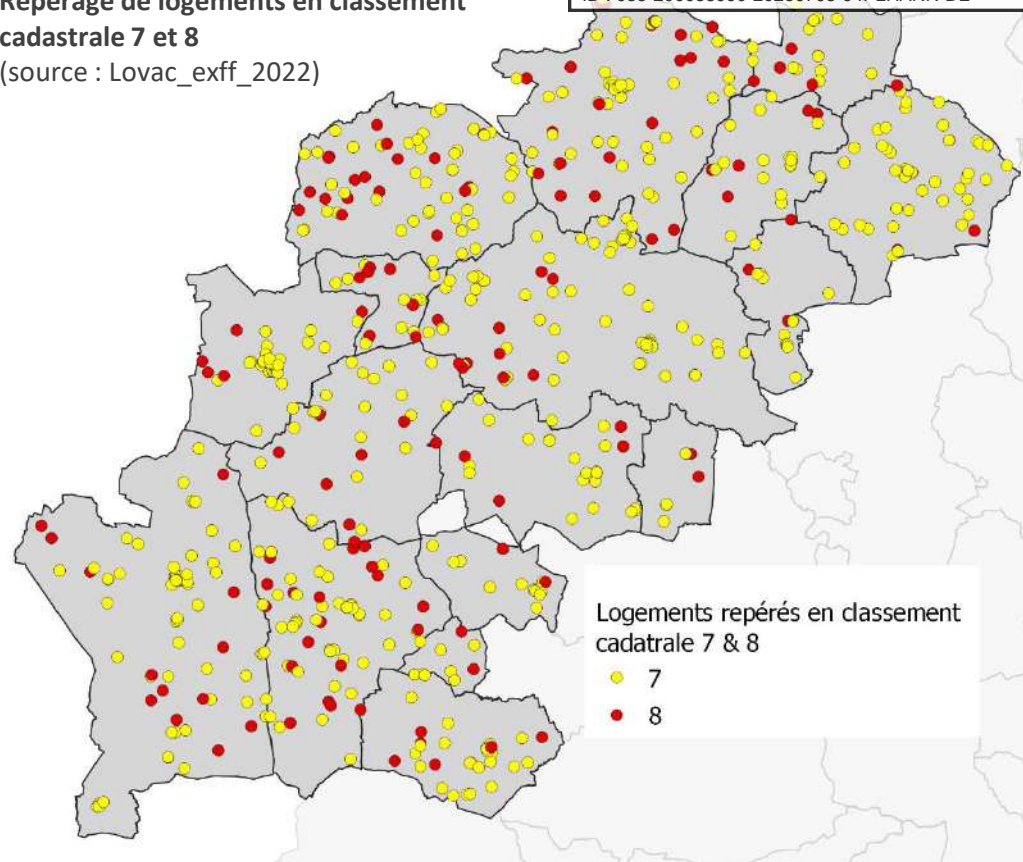 Repérage de logements en classement
cadastrale 7 et 8
(source : Lovac_exff_2022)
Logements repérés en classement
cadatrale 7 & 8
7
8